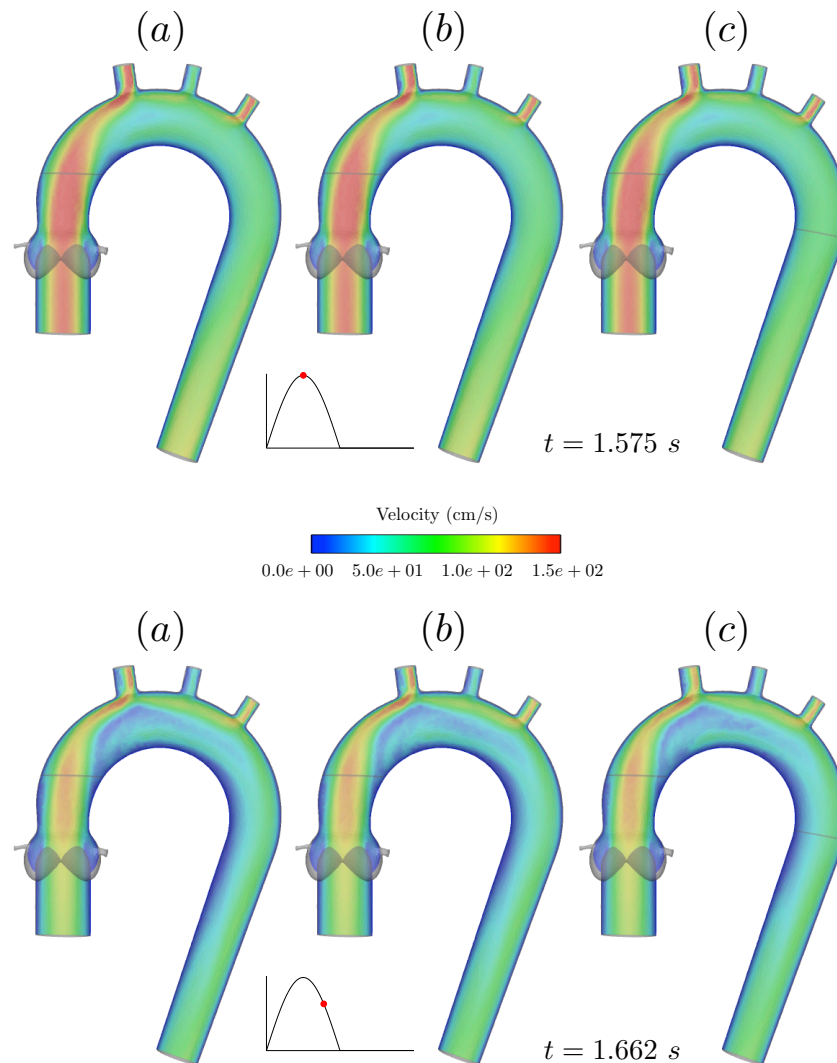 (a) (b) (c)
t = 1.575 s
Velocity (cm/s)
0.0e + 00 5.0e + 01 1.0e + 02 1.5e + 02
(a) (b) (c)
t = 1.662 s